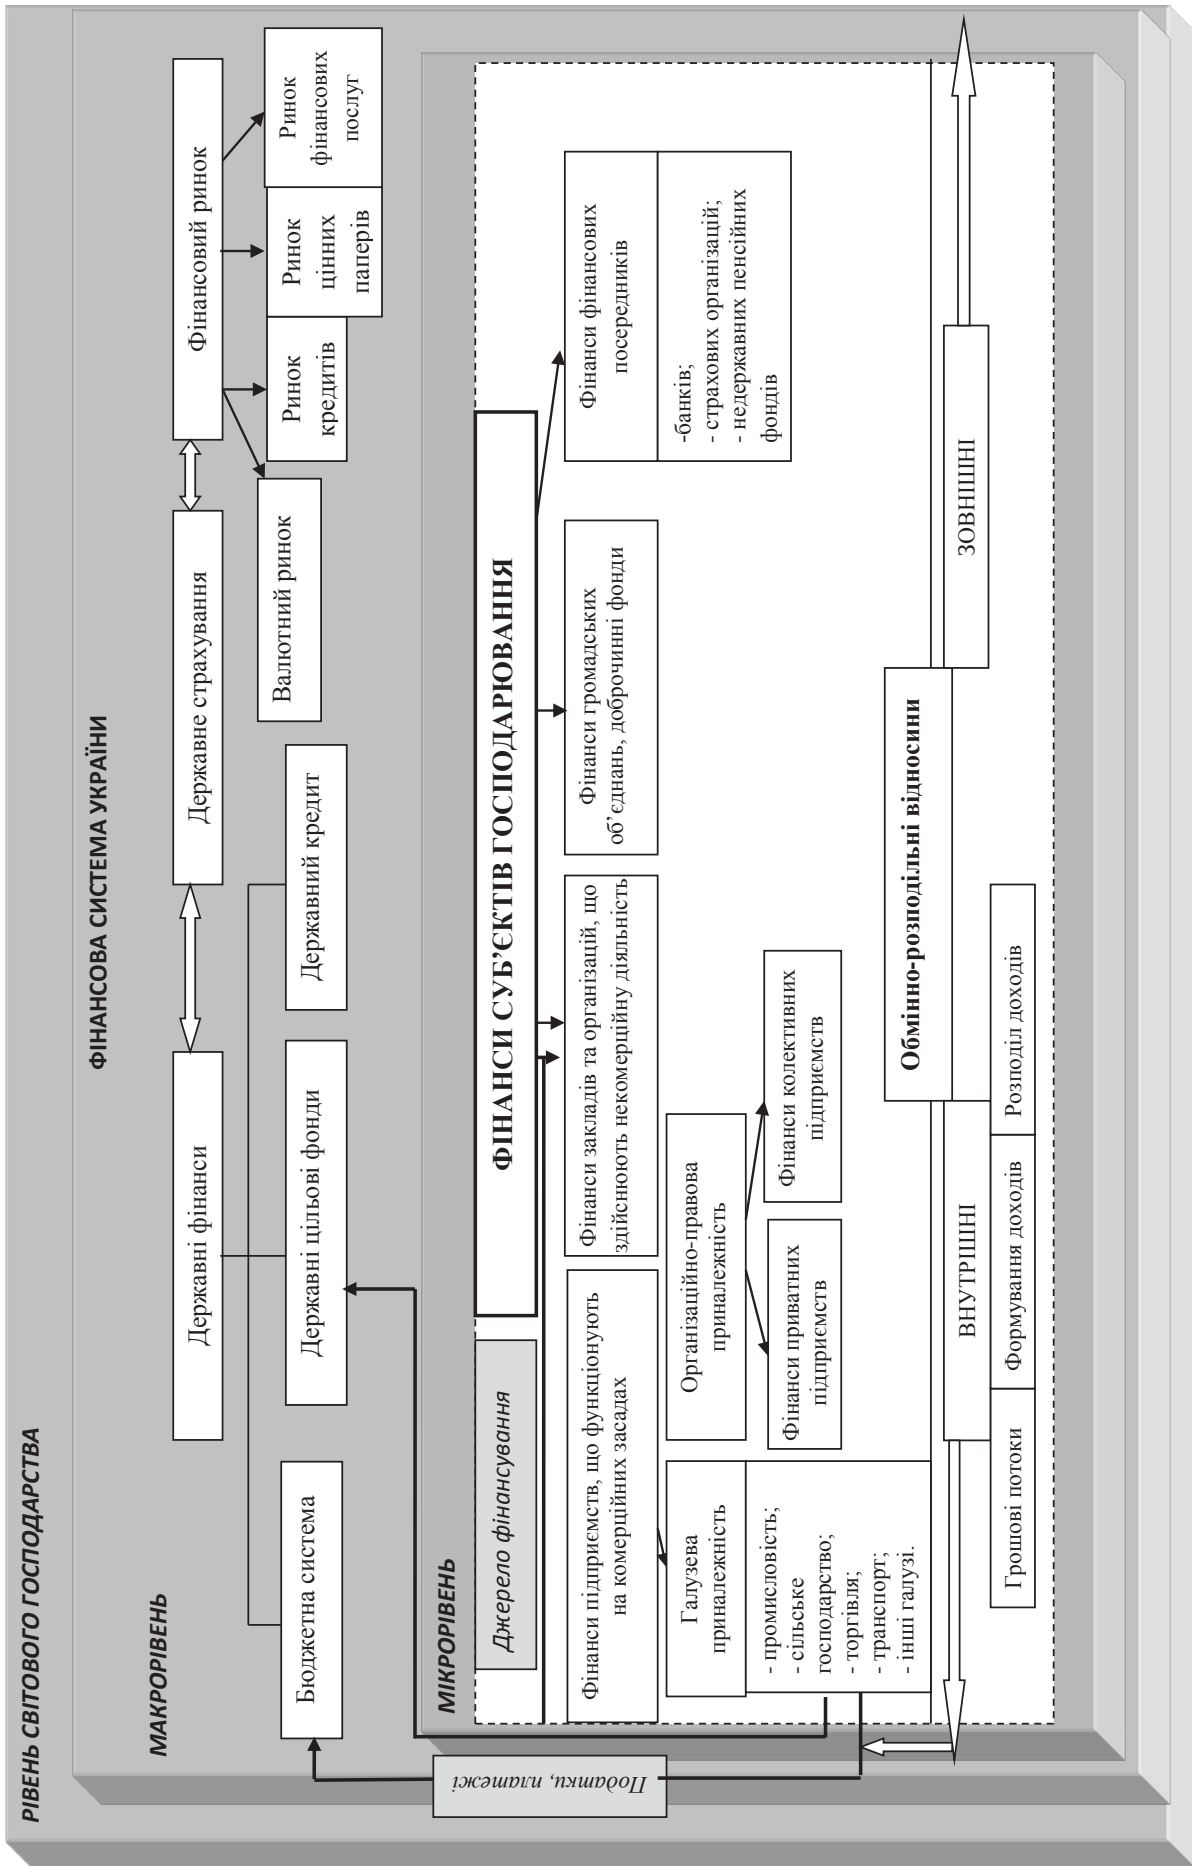 РІВЕНЬ СВІТОВОГО ГОСПОДАРСТВА
ФІНАНСОВА СИСТЕМА УКРАЇНИ
МАКРОРІВЕНЬ
Державні фінанси
Державне страхування
Фінансовий ринок
Бюджетна система
Державні цільові фонди
Державний кредит
Валютний ринок
Ринок
кредитів
Ринок
цінних
паперів
Ринок
фінансових
послуг
МІКРОРІВЕНЬ
Джерело фінансування
ФІНАНСИ СУБ’ЄКТІВ ГОСПОДАРЮВАННЯ
Фінанси підприємств, що функціонують
на комерційних засадах
Фінанси закладів та організацій, що
здійснюють некомерційну діяльність
Фінанси громадських
об’єднань, доброчинні фонди
Фінанси фінансових
посередників
-банків;
- страхових організацій;
- недержавних пенсійних
фондів
Галузева
приналежність
- промисловість;
- сільське
господарство;
- торгівля;
- транспорт;
- інші галузі.
Організаційно-правова
приналежність
Фінанси приватних
підприємств
Фінанси колективних
підприємств
Податки, платежі
Обмінно-розподільні відносини
ВНУТРІШНІ
ЗОВНІШНІ
Грошові потоки
Формування доходів
Розподіл доходів